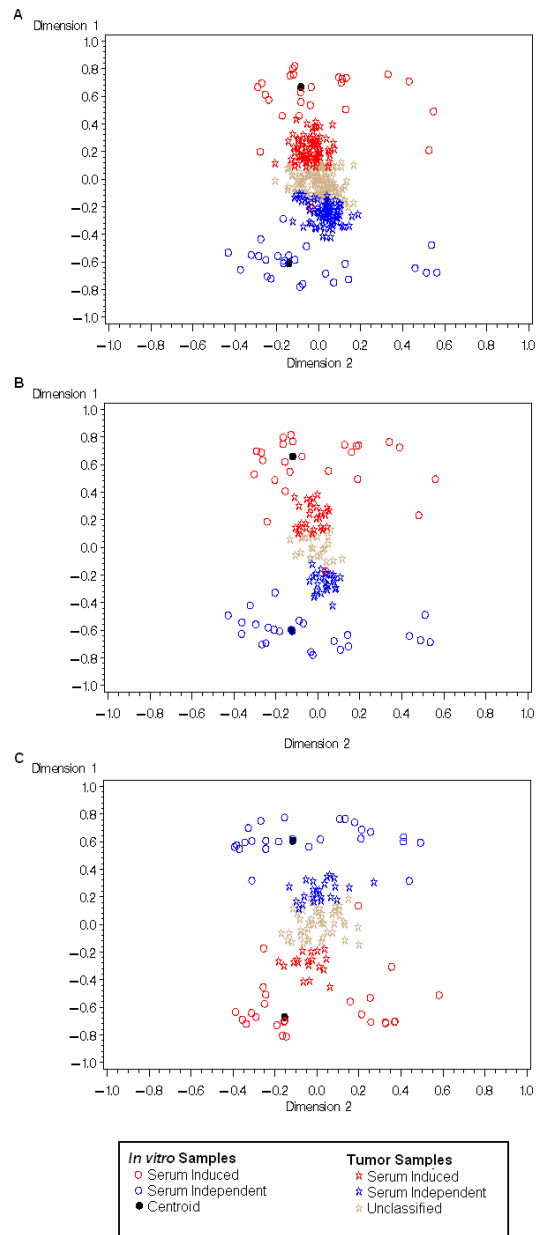 A
Dimension 1
1.0
0.8
0.6
0.4
0.2
0.0
−0.2
−0.4
−0.6
−0.8
−1.0
−1.0 −0.8 −0.6 −0.4 −0.2 0.0 0.2 0.4 0.6 0.8 1.0
Dimension 2
B
Dimension 1
1.0
0.8
0.6
0.4
0.2
0.0
−0.2
−0.4
−0.6
−0.8
−1.0
−1.0 −0.8 −0.6 −0.4 −0.2 0.0 0.2 0.4 0.6 0.8 1.0
Dimension 2
C
Dimension 1
1.0
0.8
0.6
0.4
0.2
0.0
−0.2
−0.4
−0.6
−0.8
−1.0
−1.0 −0.8 −0.6 −0.4 −0.2 0.0 0.2 0.4 0.6 0.8 1.0
Dimension 2
In vitro Samples
Serum Induced
Serum Independent
Centroid
Tumor Samples
Serum Induced
Serum Independent
Unclassified